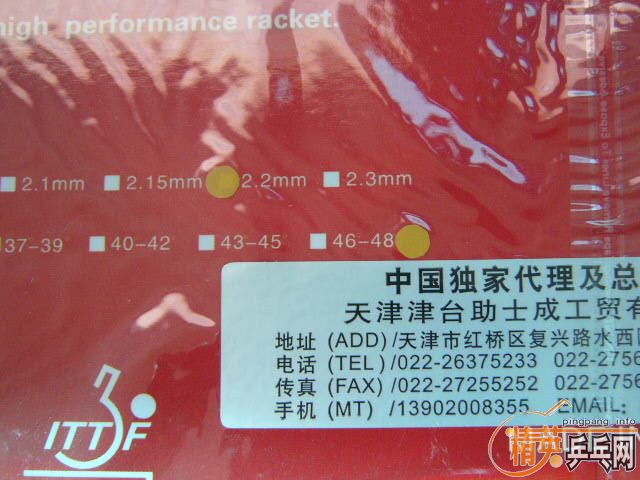 high performance racket.
2.1mm 2.15mm 2.2mm 2.3mm
37-39 40-42 43-45 46-48
中国独家代理及总
天津津台助士成工贸有
地址 (ADD) /天津市红桥区复兴路水西
电话 (TEL) /022-26375233 022-2756
传真 (FAX) /022-27255252 022-2756
手机 (MT) /13902008355 EMAIL:
ITTF
pingpang.info
精英乒乓网